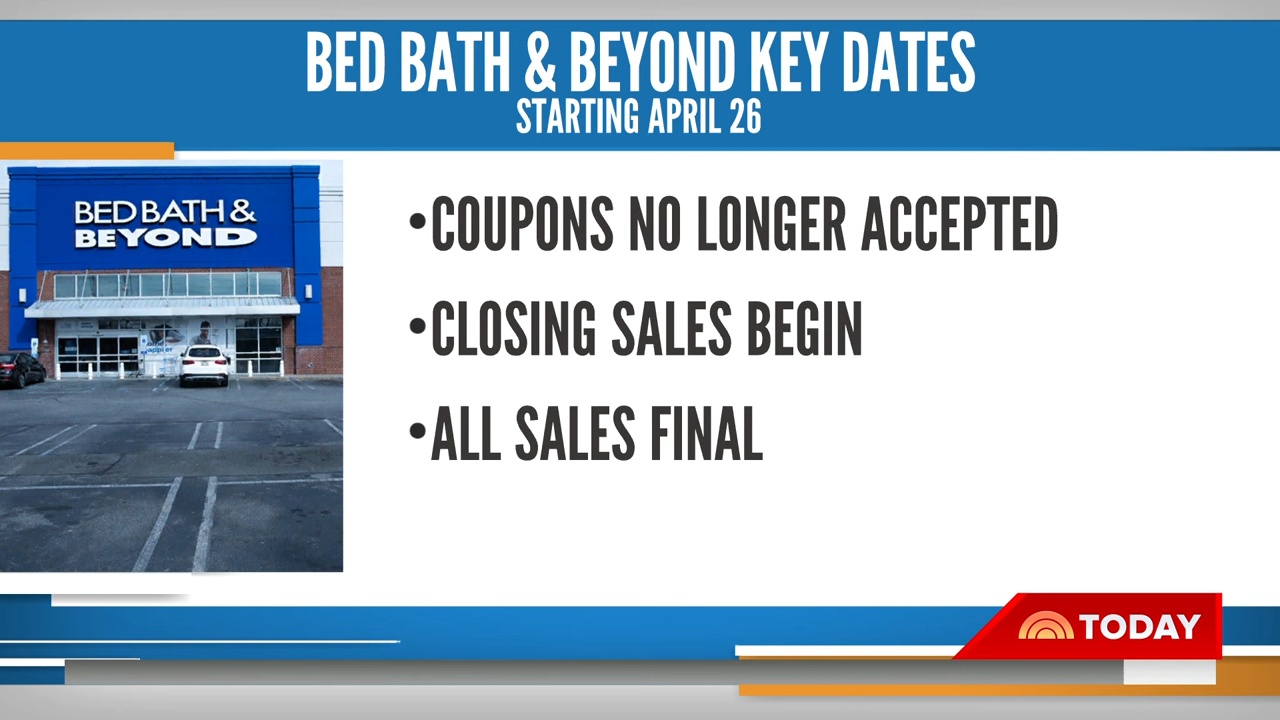 BED BATH & BEYOND KEY DATES
STARTING APRIL 26
BED BATH &
BEYOND
•COUPONS NO LONGER ACCEPTED
•CLOSING SALES BEGIN
•ALL SALES FINAL
TODAY